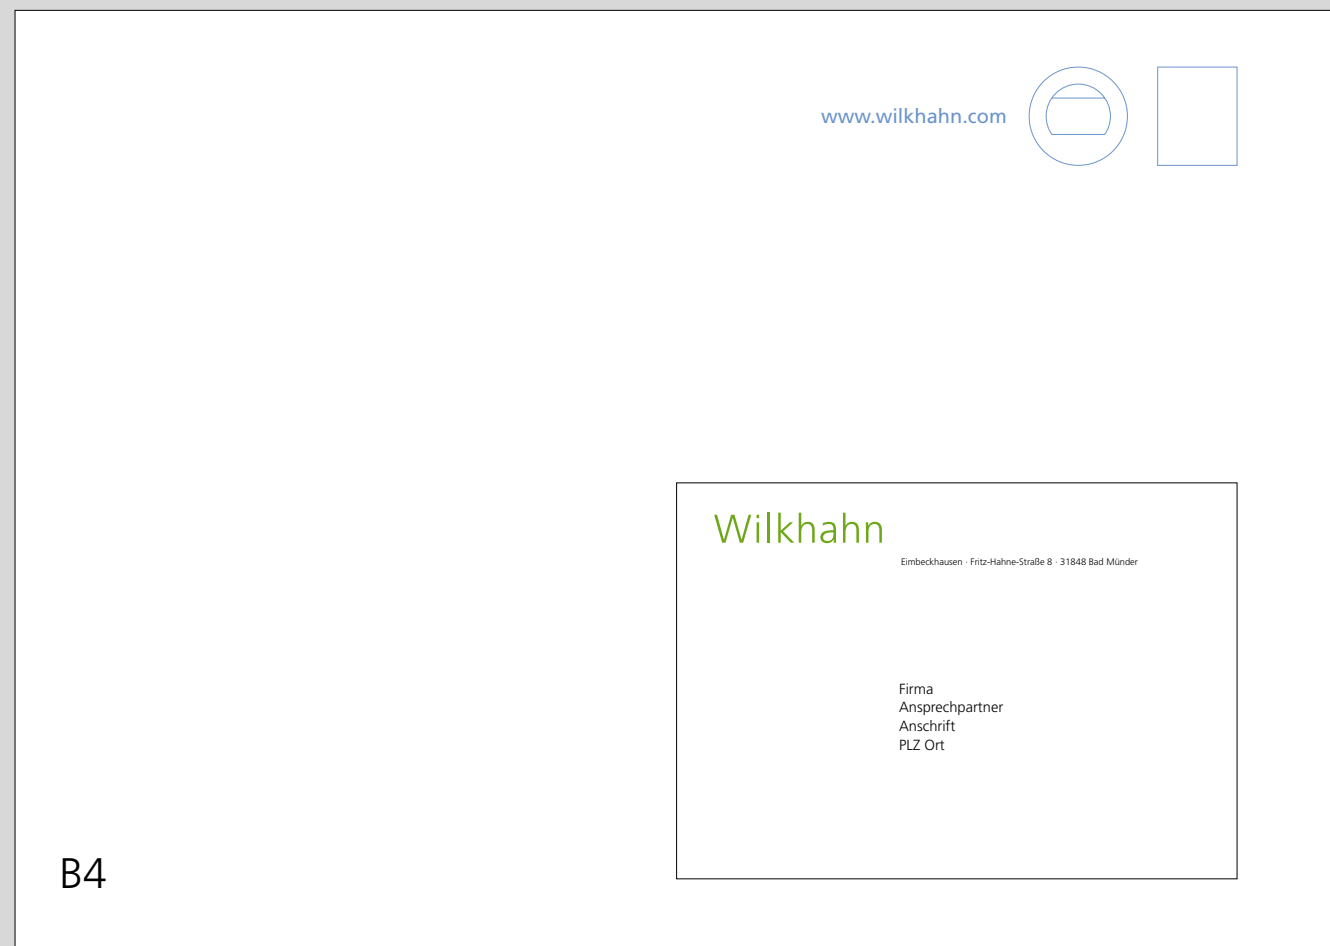 www.wilkhahn.com
Wilkhahn
Eimbeckhausen · Fritz-Hahne-Straße 8 · 31848 Bad Münder
Firma
Ansprechpartner
Anschrift
PLZ Ort
B4